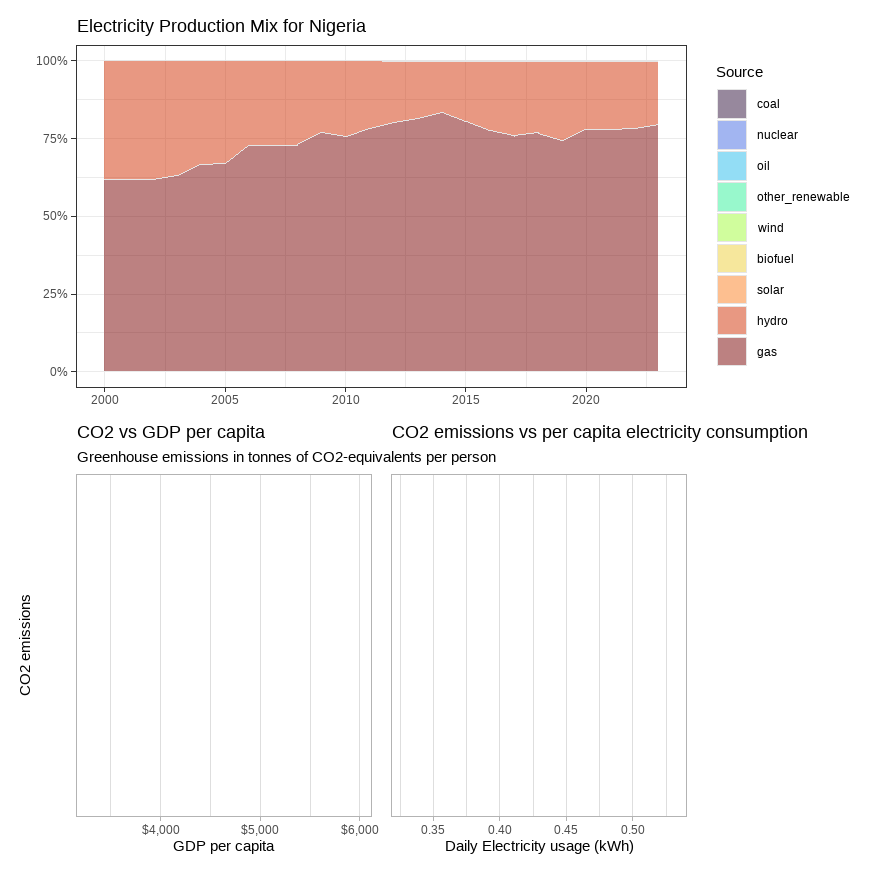 Electricity Production Mix for Nigeria
100%
75%
50%
25%
0%
2000 2005 2010 2015 2020
Source
coal
nuclear
oil
other_renewable
wind
biofuel
solar
hydro
gas
CO2 vs GDP per capita
Greenhouse emissions in tonnes of CO2-equivalents per person
CO2 emissions
$4,000 $5,000 $6,000
GDP per capita
CO2 emissions vs per capita electricity consumption
0.35 0.40 0.45 0.50
Daily Electricity usage (kWh)